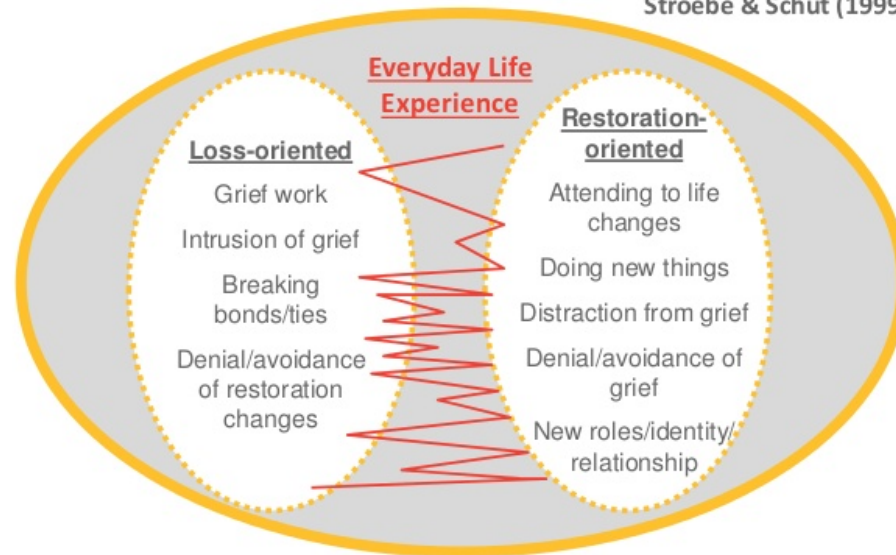 Stroebe & Schut (1999
Everyday Life
Experience
Loss-oriented
Grief work
Intrusion of grief
Breaking
bonds/ties
Denial/avoidance
of restoration
changes
Restoration-
oriented
Attending to life
changes
Doing new things
Distraction from grief
Denial/avoidance of
grief
New roles/identity/
relationship